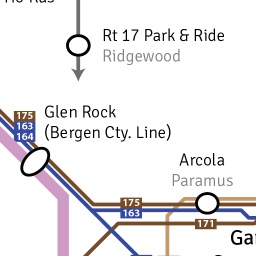 Rt 17 Park & Ride
Ridgewood
175
163
164
Glen Rock
(Bergen Cty. Line)
Arcola
Paramus
175
163
171